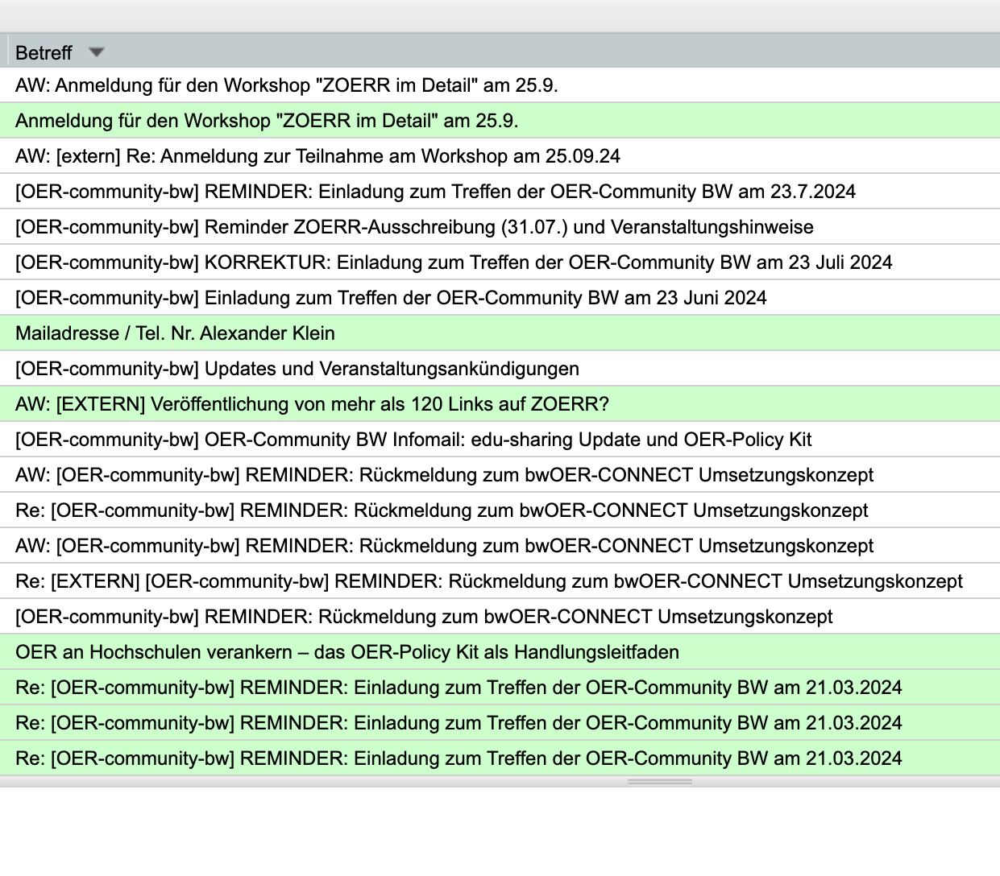 Betreff
AW: Anmeldung für den Workshop "ZOERR im Detail" am 25.9.
Anmeldung für den Workshop "ZOERR im Detail" am 25.9.
AW: [extern] Re: Anmeldung zur Teilnahme am Workshop am 25.09.24
[OER-community-bw] REMINDER: Einladung zum Treffen der OER-Community BW am 23.7.2024
[OER-community-bw] Reminder ZOERR-Ausschreibung (31.07.) und Veranstaltungshinweise
[OER-community-bw] KORREKTUR: Einladung zum Treffen der OER-Community BW am 23 Juli 2024
[OER-community-bw] Einladung zum Treffen der OER-Community BW am 23 Juni 2024
Mailadresse / Tel. Nr. Alexander Klein
[OER-community-bw] Updates und Veranstaltungsankündigungen
AW: [EXTERN] Veröffentlichung von mehr als 120 Links auf ZOERR?
[OER-community-bw] OER-Community BW Infomail: edu-sharing Update und OER-Policy Kit
AW: [OER-community-bw] REMINDER: Rückmeldung zum bwOER-CONNECT Umsetzungskonzept
Re: [OER-community-bw] REMINDER: Rückmeldung zum bwOER-CONNECT Umsetzungskonzept
AW: [OER-community-bw] REMINDER: Rückmeldung zum bwOER-CONNECT Umsetzungskonzept
Re: [EXTERN] [OER-community-bw] REMINDER: Rückmeldung zum bwOER-CONNECT Umsetzungskonzept
[OER-community-bw] REMINDER: Rückmeldung zum bwOER-CONNECT Umsetzungskonzept
OER an Hochschulen verankern – das OER-Policy Kit als Handlungsleitfaden
Re: [OER-community-bw] REMINDER: Einladung zum Treffen der OER-Community BW am 21.03.2024
Re: [OER-community-bw] REMINDER: Einladung zum Treffen der OER-Community BW am 21.03.2024
Re: [OER-community-bw] REMINDER: Einladung zum Treffen der OER-Community BW am 21.03.2024